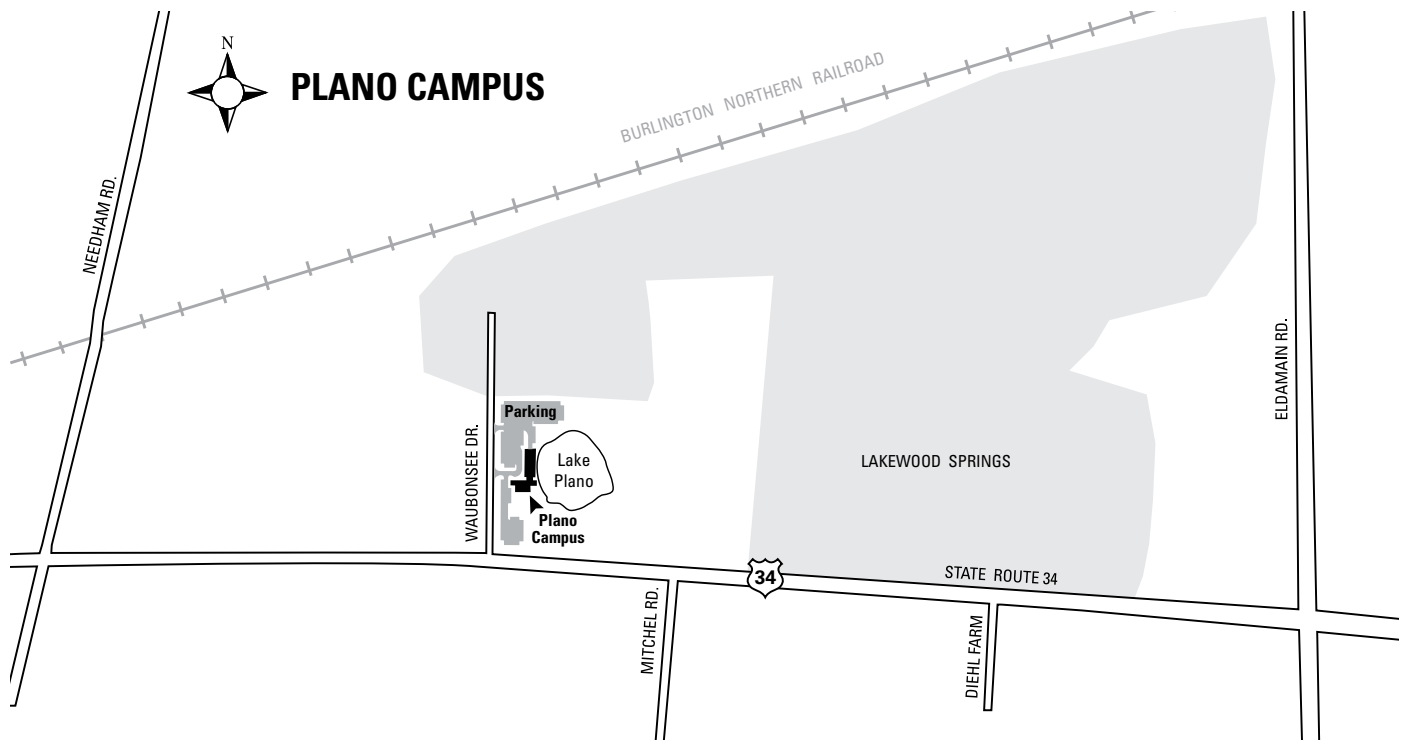 N
PLANO CAMPUS
BURLINGTON NORTHERN RAILROAD
NEEDHAM RD.
ELDAMAIN RD.
Parking
WAUBONSEE DR.
Lake
Plano
LAKEWOOD SPRINGS
Plano
Campus
34
STATE ROUTE 34
MITCHEL RD.
DIEHL FARM